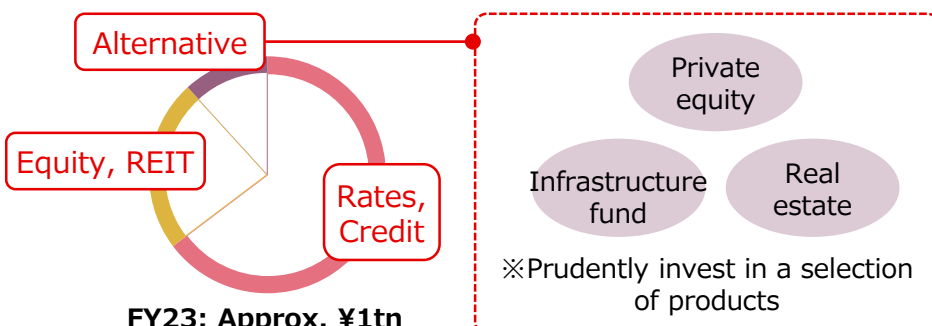 Alternative
Equity, REIT
Rates,
Credit
FY23: Approx. ¥1tn
Private
equity
Infrastructure
fund
Real
estate
※Prudently invest in a selection
of products